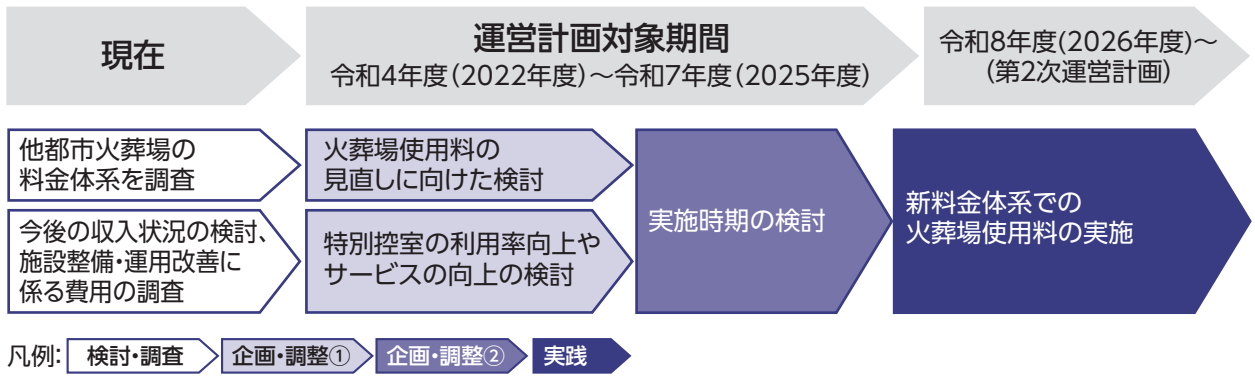 現在
運営計画対象期間
令和4年度(2022年度)～令和7年度(2025年度)
令和8年度(2026年度)～
(第2次運営計画)
他都市火葬場の
料金体系を調査
火葬場使用料の
見直しに向けた検討
今後の収入状況の検討、
施設整備・運用改善に
係る費用の調査
特別控室の利用率向上や
サービスの向上の検討
実施時期の検討
新料金体系での
火葬場使用料の実施
凡例: 検討・調査 企画・調整① 企画・調整② 実践